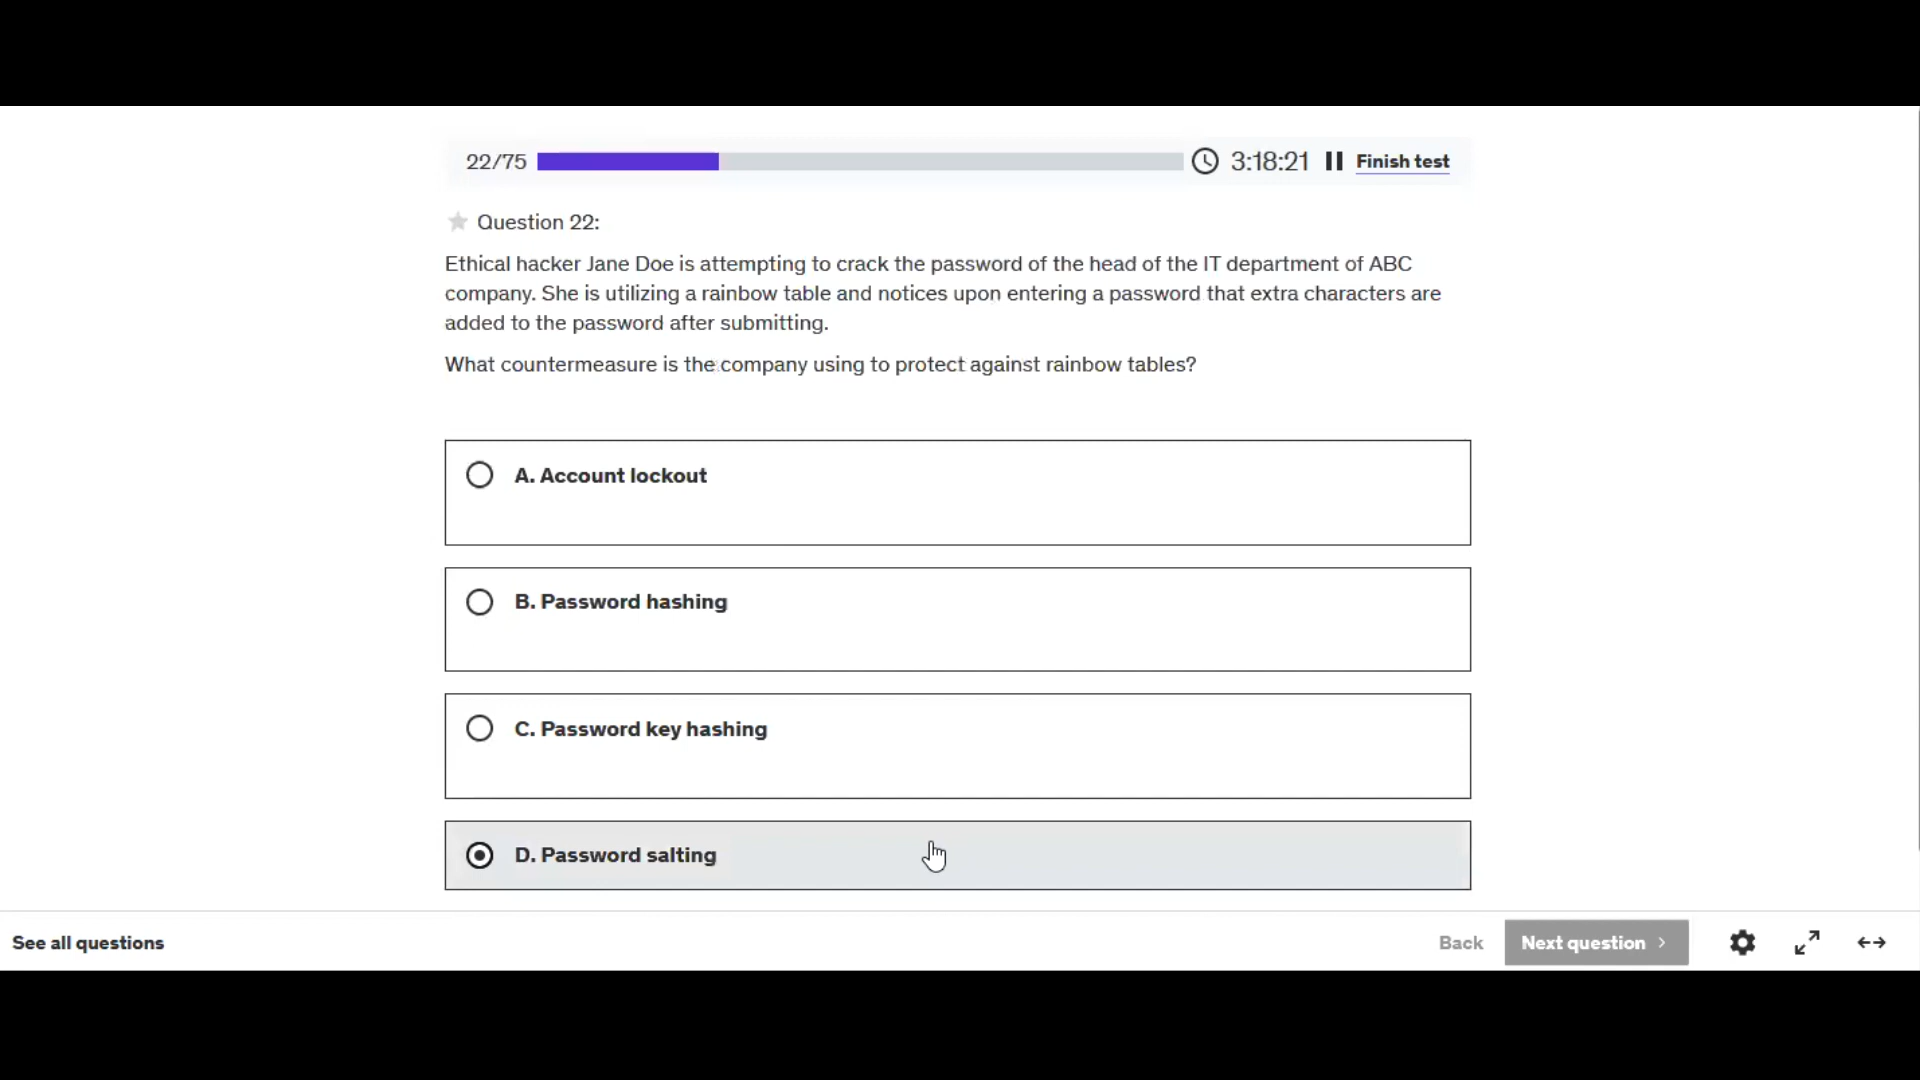 22/75
3:18:21
Finish test
Question 22:
Ethical hacker Jane Doe is attempting to crack the password of the head of the IT department of ABC
company. She is utilizing a rainbow table and notices upon entering a password that extra characters are
added to the password after submitting.
What countermeasure is the company using to protect against rainbow tables?
A. Account lockout
B. Password hashing
C. Password key hashing
D. Password salting
See all questions
Back
Next question